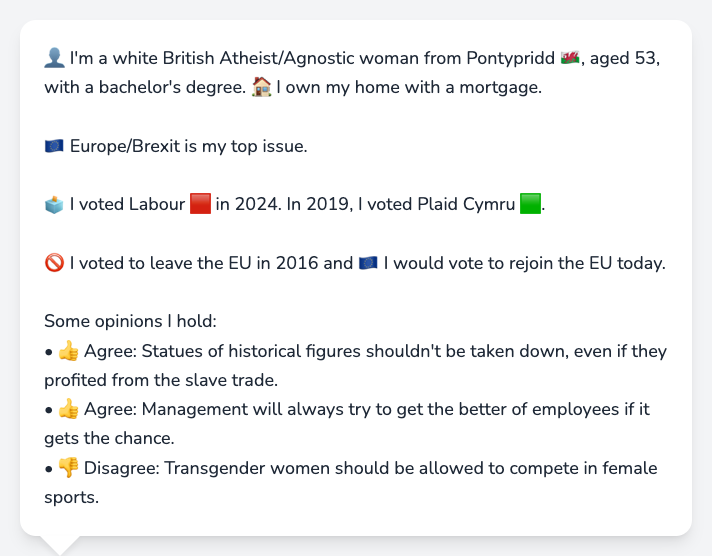 👤 I'm a white British Atheist/Agnostic woman from Pontypridd 🏴󠁧󠁢󠁷󠁬󠁳󠁿, aged 53,
with a bachelor's degree. 🏠 I own my home with a mortgage.
🇪🇺 Europe/Brexit is my top issue.
🗳️ I voted Labour 🟥 in 2024. In 2019, I voted Plaid Cymru 🟩.
🚫 I voted to leave the EU in 2016 and 🇪🇺 I would vote to rejoin the EU today.
Some opinions I hold:
• 👍 Agree: Statues of historical figures shouldn't be taken down, even if they
profited from the slave trade.
• 👍 Agree: Management will always try to get the better of employees if it
gets the chance.
• 👎 Disagree: Transgender women should be allowed to compete in female
sports.